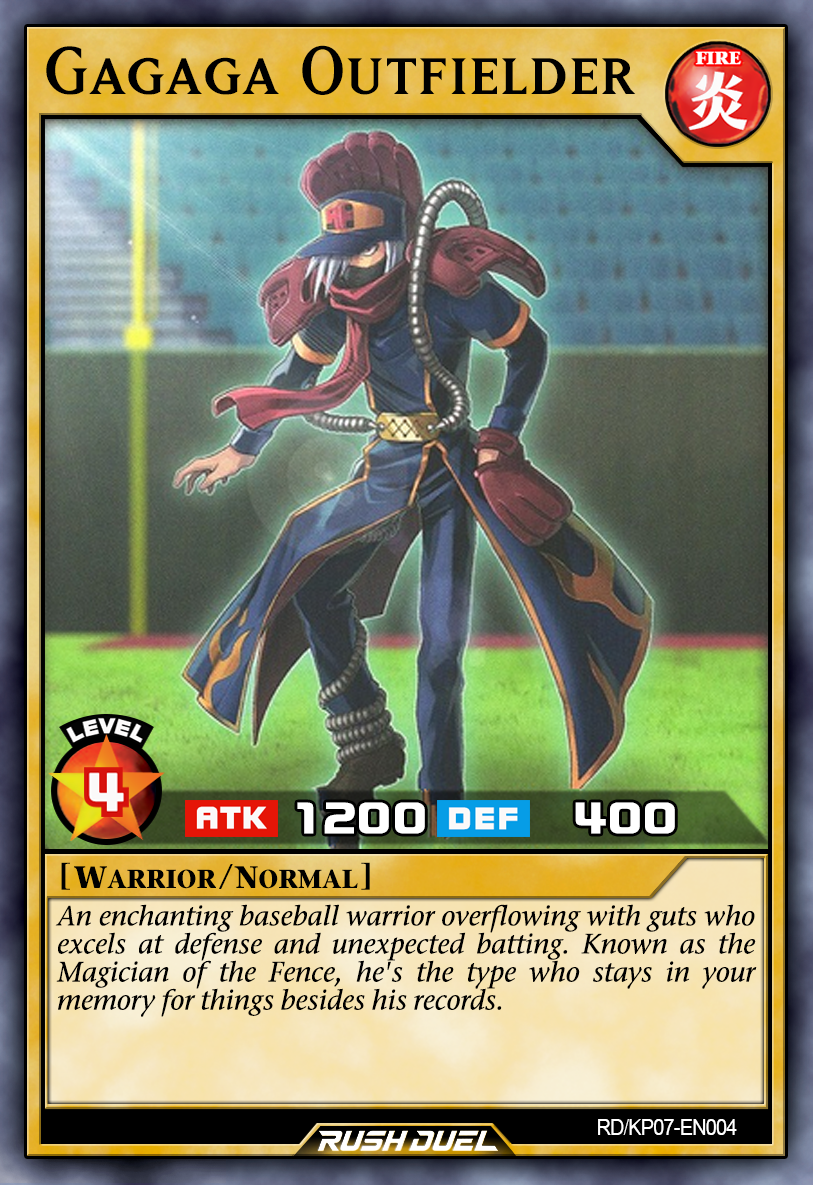 Gagaga Outfielder
FIRE
炎
LEVEL
4
ATK 1200 DEF 400
[Warrior/Normal]
An enchanting baseball warrior overflowing with guts who
excels at defense and unexpected batting. Known as the
Magician of the Fence, he's the type who stays in your
memory for things besides his records.
RD/KP07-EN004
RUSH DUEL